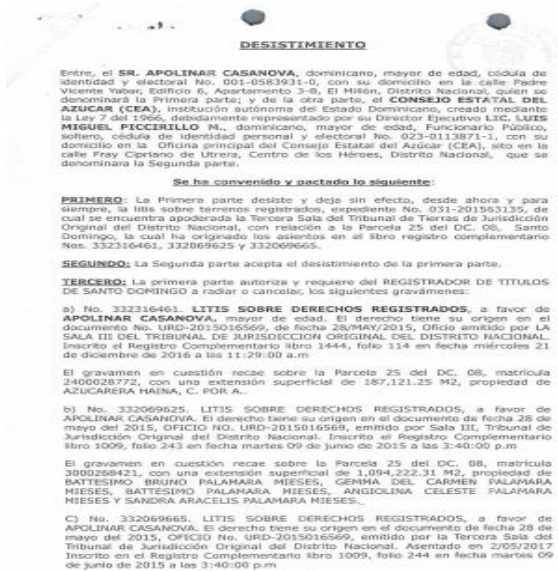 DESISTIMIENTO
Entre, el SR. APOLINAR CASANOVA, dominicano, mayor de edad, cédula de
identidad y electoral No. 001-0583931-0, con su domicilio en la calle Padre
Vicente Yabar, Edificio 6, Apartamento 3-B, El Millón, Distrito Nacional, quien se
denominará la Primera parte; y de la otra parte, el CONSEJO ESTATAL DEL
AZUCAR (CEA), Institución autónoma del Estado Dominicano, creado mediante
la Ley 7 del 1966, debidamente representado por su Director Ejecutivo LIC. LUIS
MIGUEL PICCIRILLO M., dominicano, mayor de edad, Funcionario Público,
soltero, cédula de identidad personal y electoral No. 023-0113871-1, con su
domicilio en la Oficina principal del Consejo Estatal del Azúcar (CEA), sito en la
calle Fray Cipriano de Utrera, Centro de los Héroes, Distrito Nacional, que se
denominara la Segunda parte.
Se ha convenido y pactado lo siguiente:
PRIMERO: La Primera parte desiste y deja sin efecto, desde ahora y para
siempre, la litis sobre terrenos registrados, expediente No. 031-201563135, de
cual se encuentra apoderada la Tercera Sala del Tribunal de Tierras de Jurisdicción
Original del Distrito Nacional, con relación a la Parcela 25 del DC. 08, Santo
Domingo, la cual ha originado los asientos en el libro registro complementario
Nos. 332316461, 332069625 y 332069665.
SEGUNDO: La Segunda parte acepta el desistimiento de la primera parte.
TERCERO: La primera parte autoriza y requiere del REGISTRADOR DE TITULOS
DE SANTO DOMINGO a radiar o cancelar, los siguientes gravámenes:
a) No. 332316461. LITIS SOBRE DERECHOS REGISTRADOS, a favor de
APOLINAR CASANOVA, mayor de edad. El derecho tiene su origen en el
documento No. URD-2015016569, de fecha 28/MAY/2015, Oficio emitido por LA
SALA III DEL TRIBUNAL DE JURISDICCION ORIGINAL DEL DISTRITO NACIONAL.
Inscrito el Registro Complementario libro 1444, folio 114 en fecha miércoles 21
de diciembre de 2016 a las 11:29:00 a.m
El gravamen en cuestión recae sobre la Parcela 25 del DC. 08, matrícula
2400028772, con una extensión superficial de 187,121.25 M2, propiedad de
AZUCARERA HAINA, C. POR A..
b) No. 332069625. LITIS SOBRE DERECHOS REGISTRADOS, a favor de
APOLINAR CASANOVA. El derecho tiene su origen en el documento de fecha 28 de
mayo del 2015, OFICIO NO. URD-2015016569, emitido por Sala III, Tribunal de
Jurisdicción Original del Distrito Nacional. Inscrito el Registro Complementario
libro 1009, folio 243 en fecha martes 09 de junio de 2015 a las 3:40:00 p.m
El gravamen en cuestión recae sobre la Parcela 25 del DC. 08, matrícula
3000268421, con una extensión superficial de 1,094,222.31 M2, propiedad de
BATTESIMO BRUNO PALAMARA MIESES, GEMMA DEL CARMEN PALAMARA
MIESES, BATTESIMO PALAMARA MIESES, ANGIOLINA CELESTE PALAMARA
MIESES Y SANDRA ARACELIS PALAMARA MIESES.
C) No. 332069665. LITIS SOBRE DERECHOS REGISTRADOS, a favor de
APOLINAR CASANOVA. El derecho tiene su origen en el documento de fecha 28 de
mayo del 2015, OFICIO No. URD-2015016569, emitido por la Tercera Sala del
Tribunal de Jurisdicción Original del Distrito Nacional. Asentado en 2/05/2017
Inscrito en el Registro Complementario libro 1009, folio 244 en fecha martes 09
de junio de 2015 a las 3:40:00 p.m